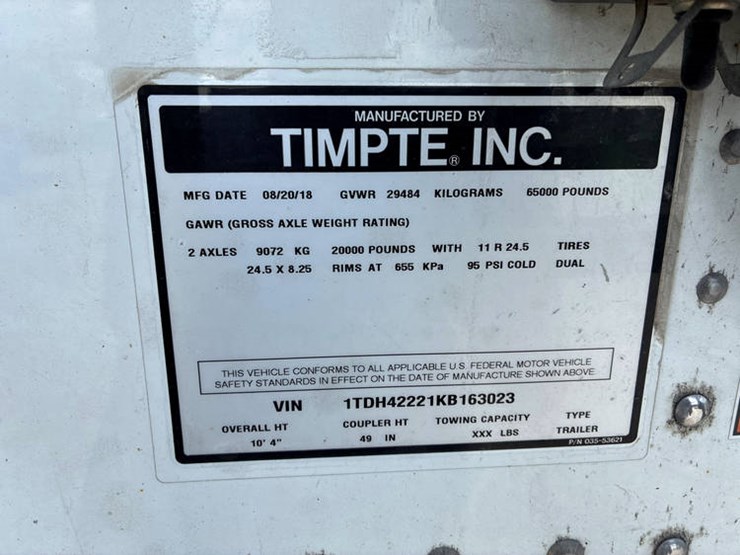 MANUFACTURED BY
TIMPTE® INC.
MFG DATE 08/20/18 GVWR 29484 KILOGRAMS 65000 POUNDS
GAWR (GROSS AXLE WEIGHT RATING)
2 AXLES 9072 KG 20000 POUNDS WITH 11 R 24.5 TIRES
24.5 X 8.25 RIMS AT 655 KPa 95 PSI COLD DUAL
THIS VEHICLE CONFORMS TO ALL APPLICABLE U.S. FEDERAL MOTOR VEHICLE
SAFETY STANDARDS IN EFFECT ON THE DATE OF MANUFACTURE SHOWN ABOVE
VIN 1TDH42221KB163023
OVERALL HT COUPLER HT TOWING CAPACITY TYPE
10' 4" 49 IN XXX LBS TRAILER
P/N 035-53621